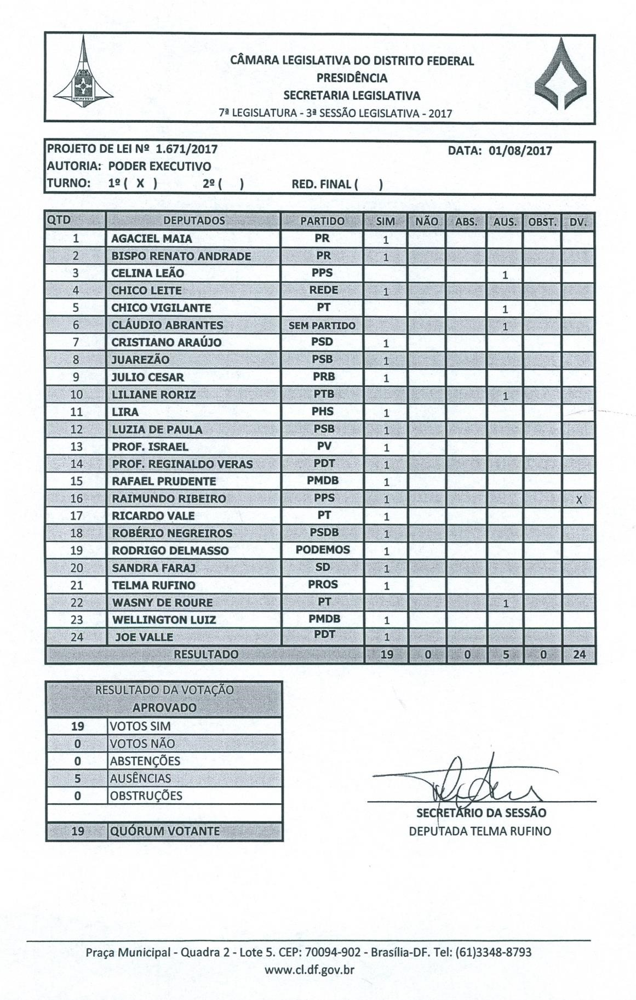 CÂMARA LEGISLATIVA DO DISTRITO FEDERAL
PRESIDÊNCIA
SECRETARIA LEGISLATIVA
7ª LEGISLATURA - 3ª SESSÃO LEGISLATIVA - 2017
PROJETO DE LEI Nº 1.671/2017 DATA: 01/08/2017
AUTORIA: PODER EXECUTIVO
TURNO: 1º ( X ) 2º ( ) RED. FINAL ( )
QTD DEPUTADOS PARTIDO SIM NÃO ABS. AUS. OBST. DV.
1 AGACIEL MAIA PR 1
2 BISPO RENATO ANDRADE PR 1
3 CELINA LEÃO PPS 1
4 CHICO LEITE REDE 1
5 CHICO VIGILANTE PT 1
6 CLÁUDIO ABRANTES SEM PARTIDO 1
7 CRISTIANO ARAÚJO PSD 1
8 JUAREZÃO PSB 1
9 JULIO CESAR PRB 1
10 LILIANE RORIZ PTB 1
11 LIRA PHS 1
12 LUZIA DE PAULA PSB 1
13 PROF. ISRAEL PV 1
14 PROF. REGINALDO VERAS PDT 1
15 RAFAEL PRUDENTE PMDB 1
16 RAIMUNDO RIBEIRO PPS 1 X
17 RICARDO VALE PT 1
18 ROBÉRIO NEGREIROS PSDB 1
19 RODRIGO DELMASSO PODEMOS 1
20 SANDRA FARAJ SD 1
21 TELMA RUFINO PROS 1
22 WASNY DE ROURE PT 1
23 WELLINGTON LUIZ PMDB 1
24 JOE VALLE PDT 1
RESULTADO 19 0 0 5 0 24
RESULTADO DA VOTAÇÃO
APROVADO
19 VOTOS SIM
0 VOTOS NÃO
0 ABSTENÇÕES
5 AUSÊNCIAS
0 OBSTRUÇÕES
19 QUÓRUM VOTANTE
SECRETÁRIO DA SESSÃO
DEPUTADA TELMA RUFINO
Praça Municipal - Quadra 2 - Lote 5. CEP: 70094-902 - Brasília-DF. Tel: (61)3348-8793
www.cl.df.gov.br